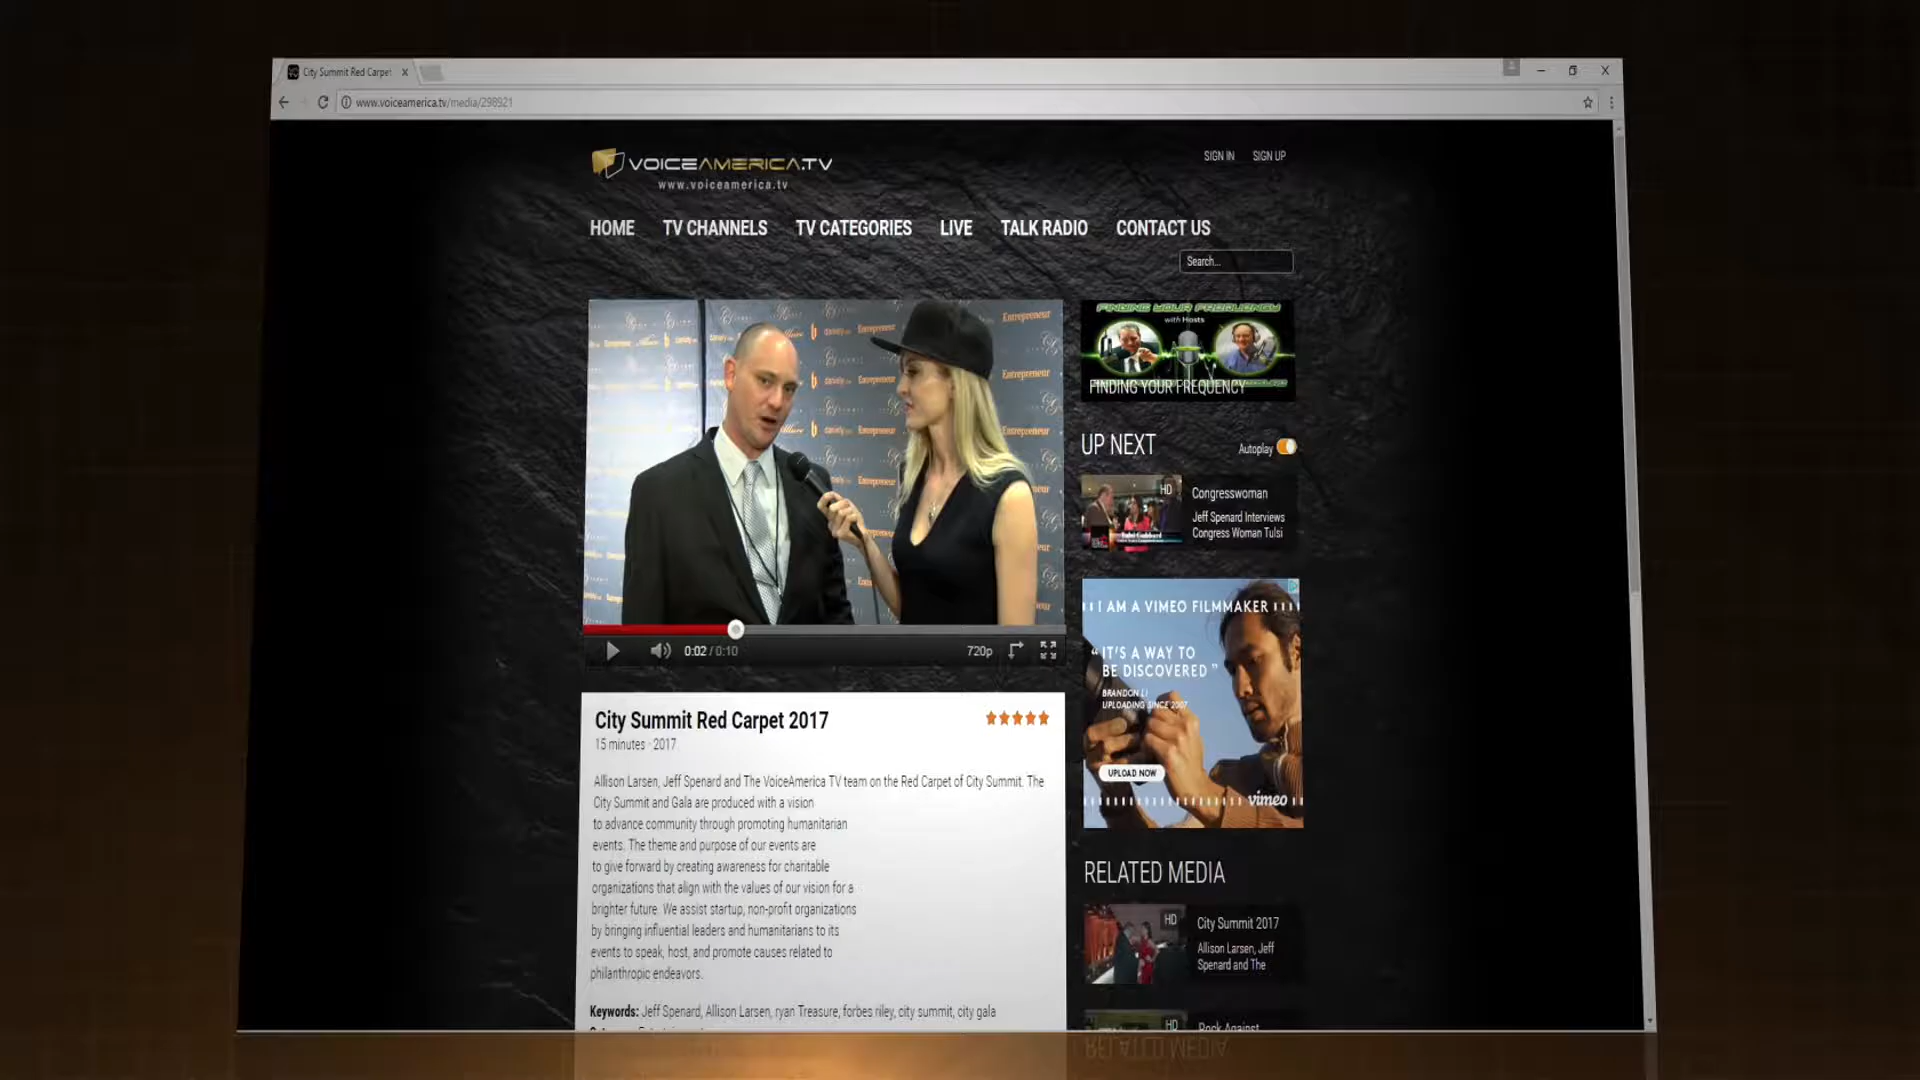 City Summit Red Carpet
www.voiceamerica.tv/media/298921
VOICEAMERICA.TV
www.voiceamerica.tv
SIGN IN SIGN UP
HOME TV CHANNELS TV CATEGORIES LIVE TALK RADIO CONTACT US
Search...
Entrepreneur
Entrepreneur
Entrepreneur
FINDING YOUR FREQUENCY
with Hosts
FINDING YOUR FREQUENCY
UP NEXT
Autoplay
HD
Congresswoman
Jeff Spenard Interviews
Congress Woman Tulsi
I AM A VIMEO FILMMAKER
“IT'S A WAY TO
BE DISCOVERED”
BRANDON LI
UPLOADING SINCE 2007
UPLOAD NOW
vimeo
0:02 / 0:10
720p
City Summit Red Carpet 2017
15 minutes · 2017
Allison Larsen, Jeff Spenard and The VoiceAmerica TV team on the Red Carpet of City Summit. The
City Summit and Gala are produced with a vision
to advance community through promoting humanitarian
events. The theme and purpose of our events are
to give forward by creating awareness for charitable
organizations that align with the values of our vision for a
brighter future. We assist startup, non-profit organizations
by bringing influential leaders and humanitarians to its
events to speak, host, and promote causes related to
philanthropic endeavors.
Keywords: Jeff Spenard, Allison Larsen, ryan Treasure, forbes riley, city summit, city gala
RELATED MEDIA
HD
City Summit 2017
Allison Larsen, Jeff
Spenard and The
HD
Rock Against